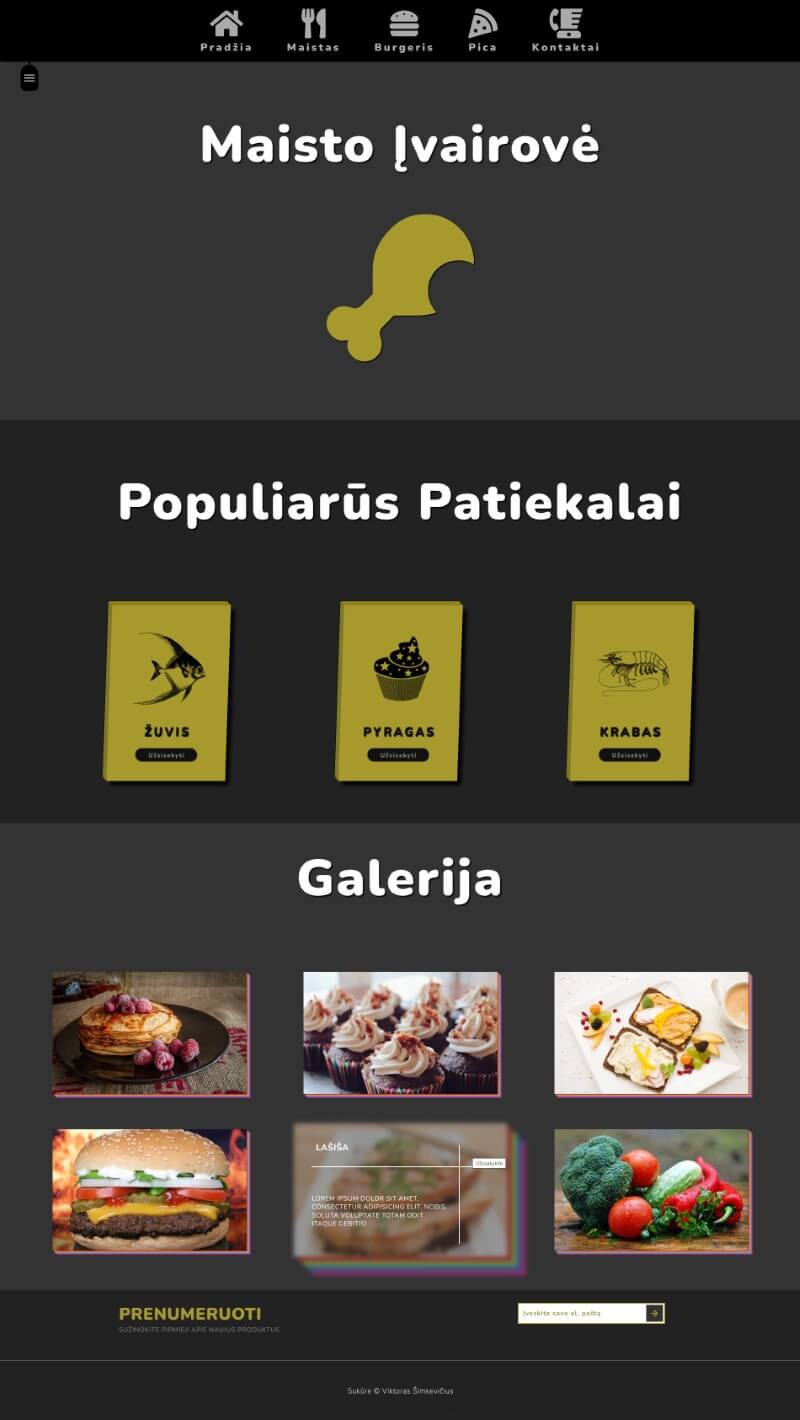 Pradžia
Maistas
Burgeris
Pica
Kontaktai
Maisto Įvairovė
Populiarūs Patiekalai
ŽUVIS
Užsisakyti
PYRAGAS
Užsisakyti
KRABAS
Užsisakyti
Galerija
LAŠIŠA
LOREM IPSUM DOLOR SIT AMET,
CONSECTETUR ADIPISICING ELIT. NOBIS,
SOLUTA VOLUPTATE TOTAM ODIT
ITAQUE DEBITIS!
PRENUMERUOTI
SUŽINOKITE PIRMIEJI APIE NAUJUS PRODUKTUS
Įveskite savo el. paštą
Sukūrė © Viktoras Šimkevičius